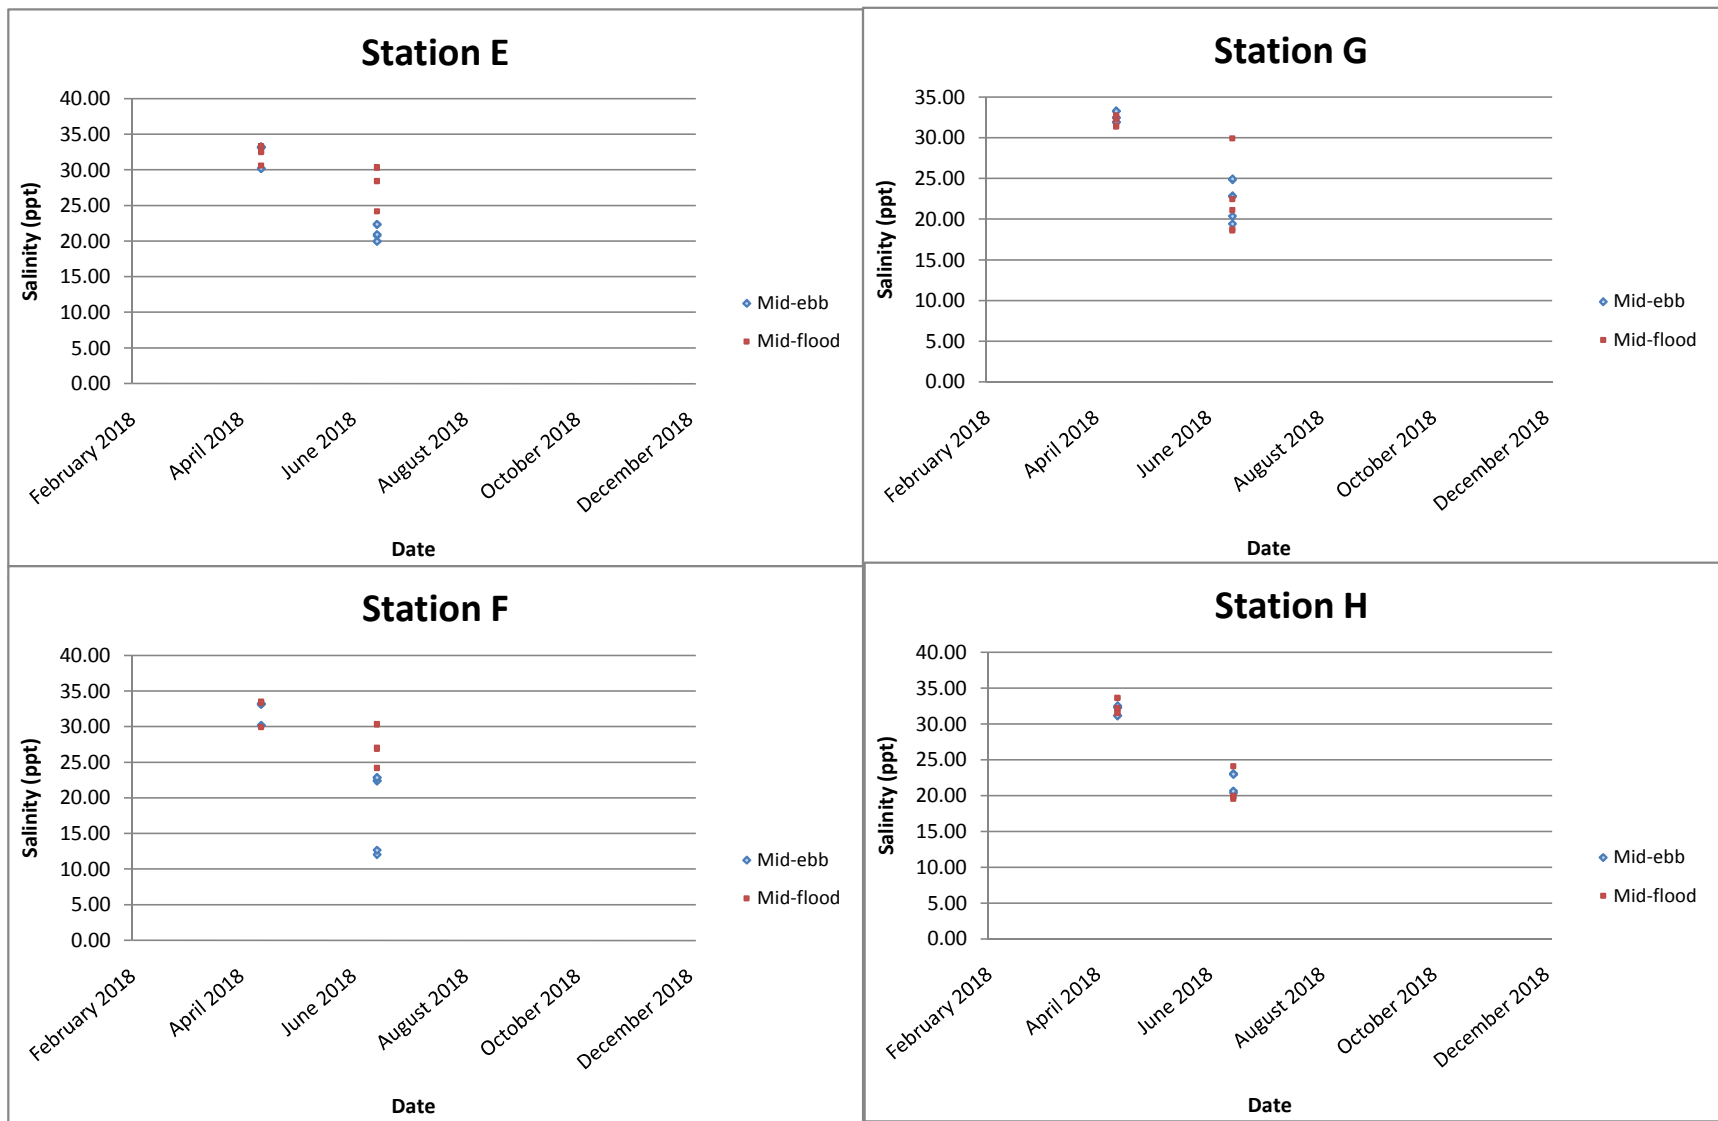 Station E
40.00
35.00
30.00
25.00
20.00
15.00
10.00
5.00
0.00
Salinity (ppt)
February 2018
April 2018
June 2018
August 2018
October 2018
December 2018
Date
Mid-ebb
Mid-flood
Station G
35.00
30.00
25.00
20.00
15.00
10.00
5.00
0.00
Salinity (ppt)
February 2018
April 2018
June 2018
August 2018
October 2018
December 2018
Date
Mid-ebb
Mid-flood
Station F
40.00
35.00
30.00
25.00
20.00
15.00
10.00
5.00
0.00
Salinity (ppt)
February 2018
April 2018
June 2018
August 2018
October 2018
December 2018
Date
Mid-ebb
Mid-flood
Station H
40.00
35.00
30.00
25.00
20.00
15.00
10.00
5.00
0.00
Salinity (ppt)
February 2018
April 2018
June 2018
August 2018
October 2018
December 2018
Date
Mid-ebb
Mid-flood